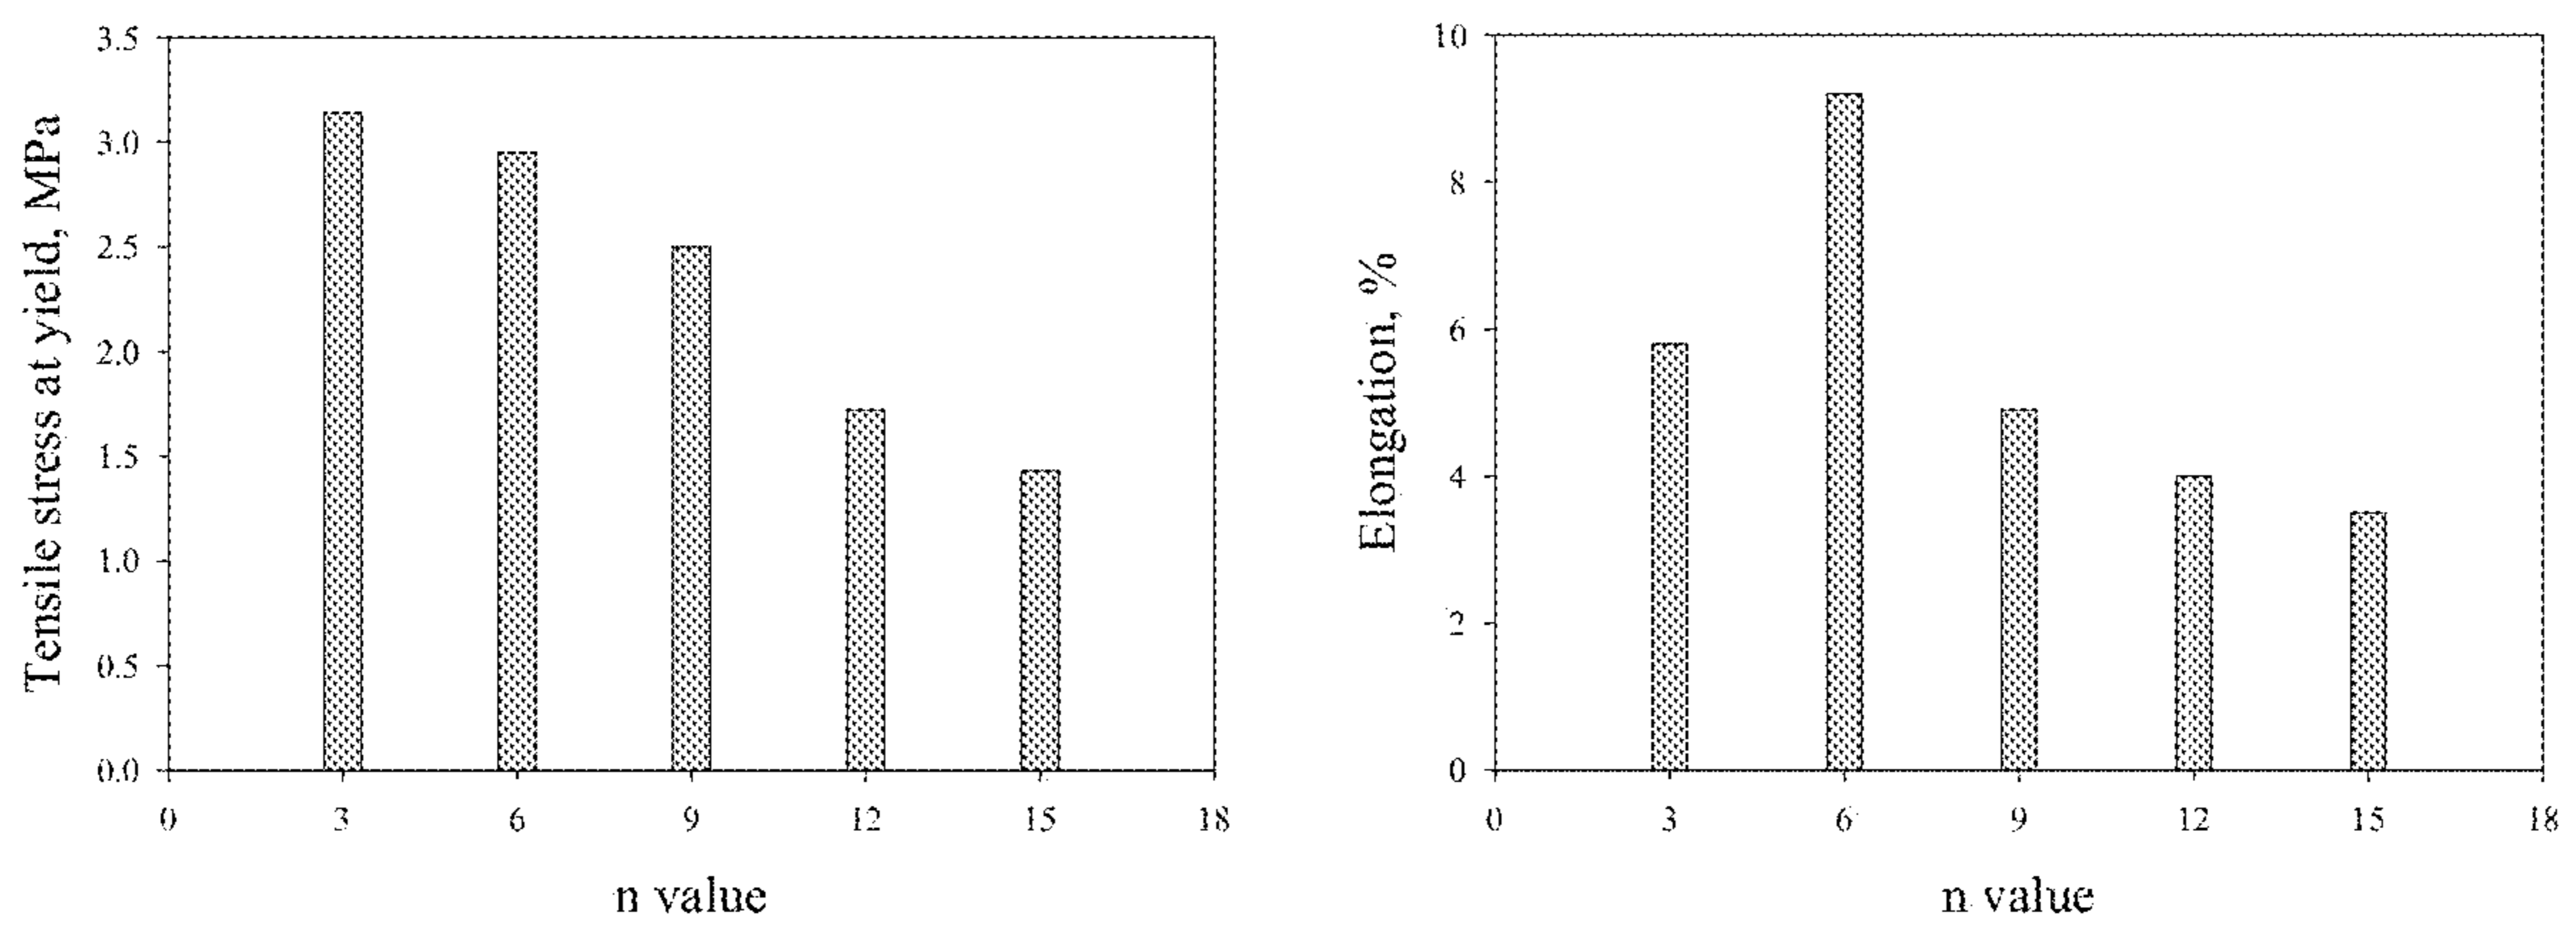 Tensile stress at yield, MPa
3.5
3.0
2.5
2.0
1.5
1.0
0.5
0.0
0 3 6 9 12 15 18
n value
Elongation, %
10
8
6
4
2
0
0 3 6 9 12 15 18
n value